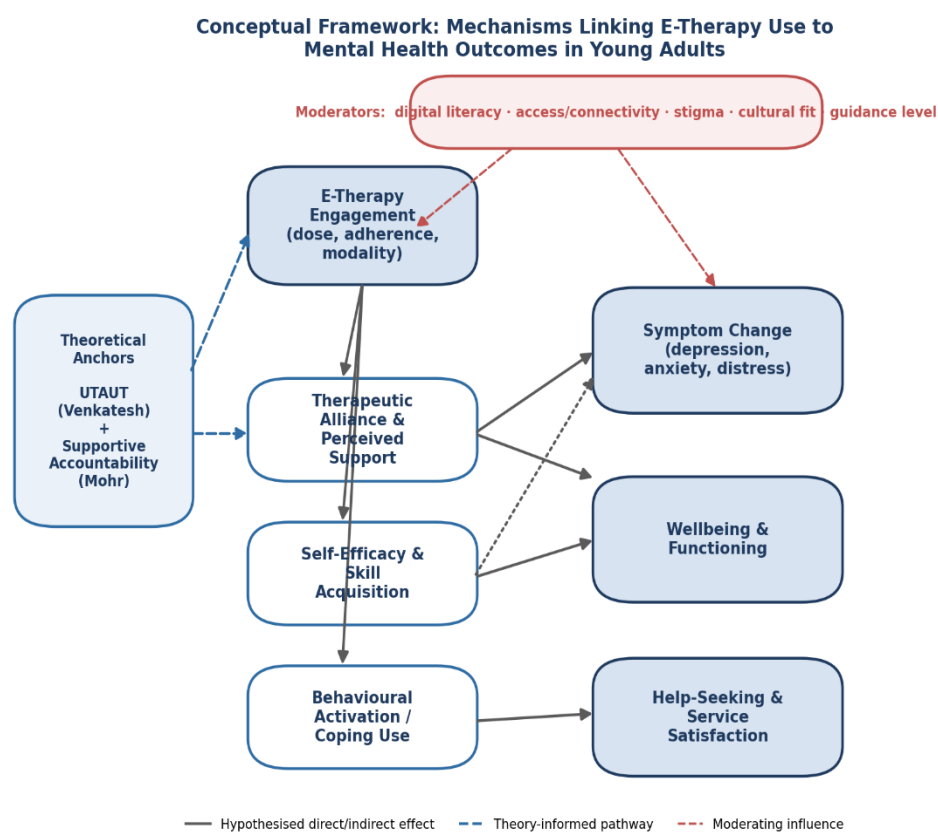 Conceptual Framework: Mechanisms Linking E-Therapy Use to
Mental Health Outcomes in Young Adults
Moderators:  digital literacy · access/connectivity · stigma · cultural fit · guidance level
E-Therapy
Engagement
(dose, adherence,
modality)
Theoretical
Anchors
UTAUT
(Venkatesh)
+
Supportive
Accountability
(Mohr)
Symptom Change
(depression,
anxiety, distress)
Therapeutic
Alliance &
Perceived
Support
Wellbeing &
Functioning
Self-Efficacy &
Skill
Acquisition
Behavioural
Activation /
Coping Use
Help-Seeking &
Service
Satisfaction
Hypothesised direct/indirect effect
Theory-informed pathway
Moderating influence